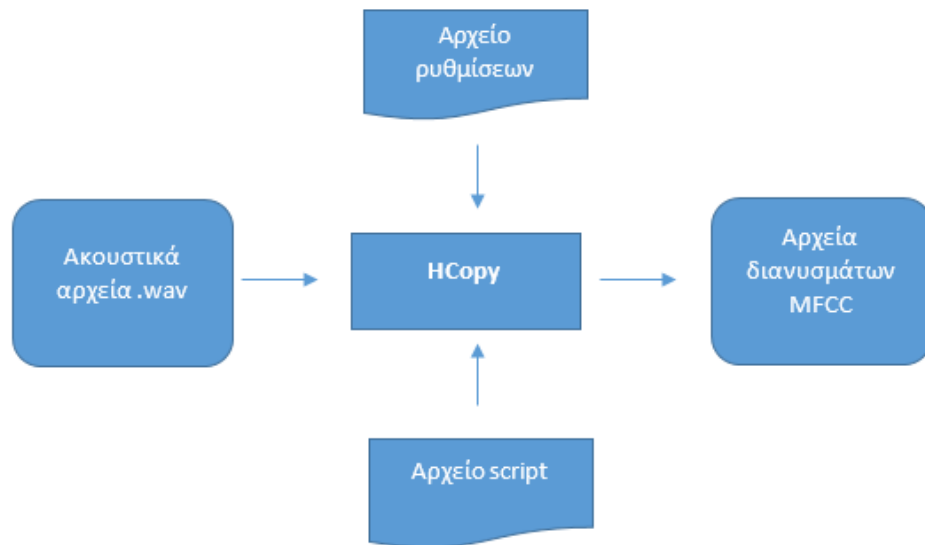 Αρχείο
ρυθμίσεων
Ακουστικά
αρχεία .wav
HCopy
Αρχεία
διανυσμάτων
MFCC
Αρχείο script